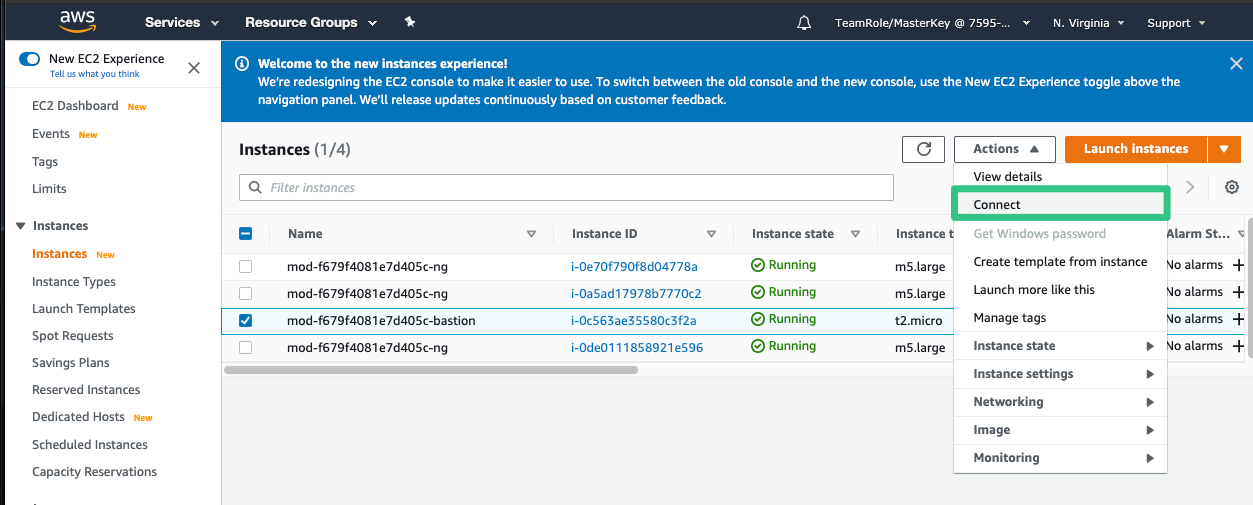 aws
Services
Resource Groups
TeamRole/MasterKey @ 7595-...
N. Virginia
Support
New EC2 Experience
Tell us what you think
EC2 Dashboard New
Events New
Tags
Limits
Instances
Instances New
Instance Types
Launch Templates
Spot Requests
Savings Plans
Reserved Instances
Dedicated Hosts New
Scheduled Instances
Capacity Reservations
Welcome to the new instances experience!
We're redesigning the EC2 console to make it easier to use. To switch between the old console and the new console, use the New EC2 Experience toggle above the
navigation panel. We'll release updates continuously based on customer feedback.
Instances (1/4)
Actions
Launch instances
Filter instances
View details
Connect
Get Windows password
Create template from instance
Launch more like this
Manage tags
Instance state
Instance settings
Networking
Image
Monitoring
Name Instance ID Instance state Instance t Alarm St...
mod-f679f4081e7d405c-ng i-0e70f790f8d04778a Running m5.large No alarms
mod-f679f4081e7d405c-ng i-0a5ad17978b7770c2 Running m5.large No alarms
mod-f679f4081e7d405c-bastion i-0c563ae35580c3f2a Running t2.micro No alarms
mod-f679f4081e7d405c-ng i-0de0111858921e596 Running m5.large No alarms